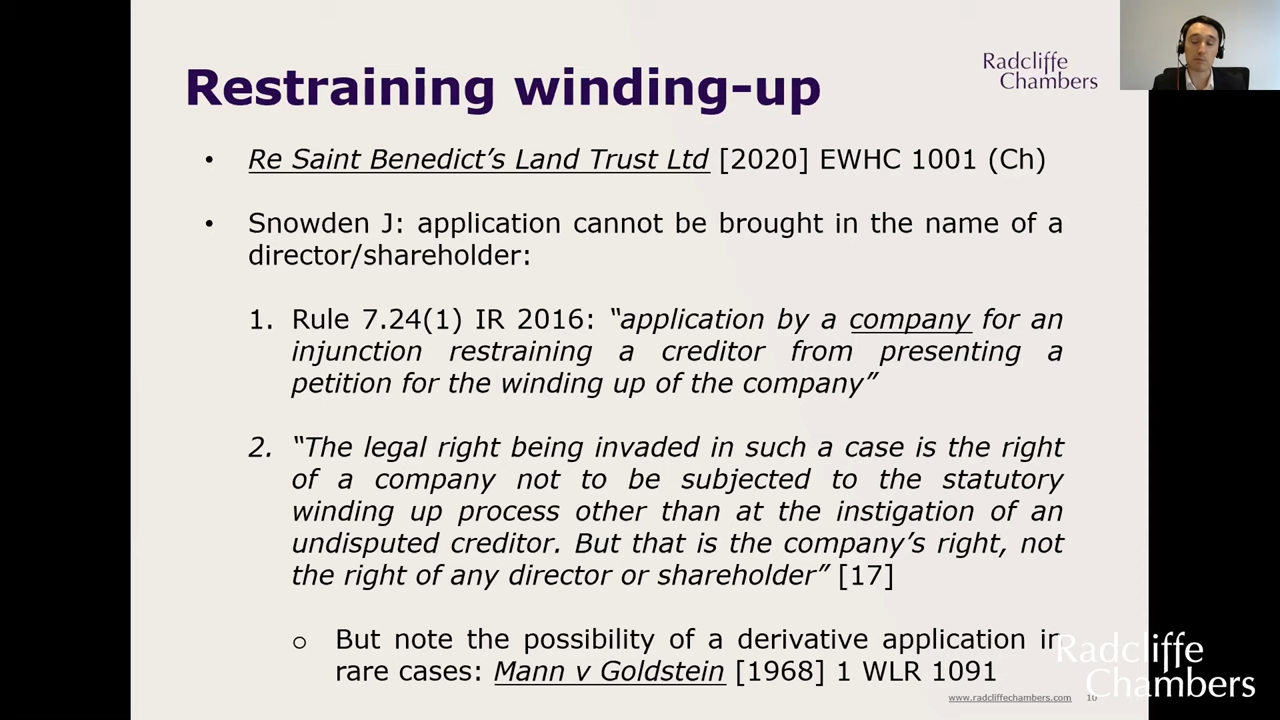 Restraining winding-up
Radcliffe
Chambers
• Re Saint Benedict’s Land Trust Ltd [2020] EWHC 1001 (Ch)
• Snowden J: application cannot be brought in the name of a
director/shareholder:
1. Rule 7.24(1) IR 2016: “application by a company for an
injunction restraining a creditor from presenting a
petition for the winding up of the company”
2. “The legal right being invaded in such a case is the right
of a company not to be subjected to the statutory
winding up process other than at the instigation of an
undisputed creditor. But that is the company’s right, not
the right of any director or shareholder” [17]
o But note the possibility of a derivative application in
rare cases: Mann v Goldstein [1968] 1 WLR 1091
Radcliffe
Chambers
www.radcliffechambers.com